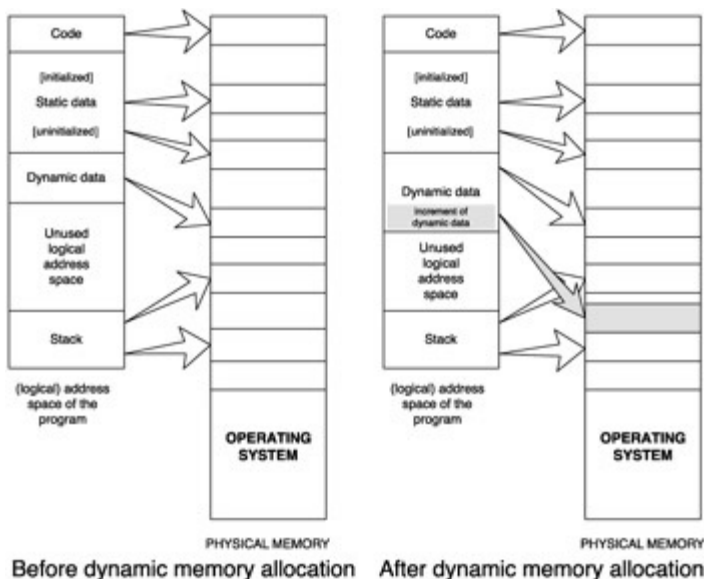 Code
[initialized]
Static data
[uninitialized]
Dynamic data
Unused
logical
address
space
Stack
(logical) address
space of the
program
OPERATING
SYSTEM
PHYSICAL MEMORY
Before dynamic memory allocation
Code
[initialized]
Static data
[uninitialized]
Dynamic data
increment of
dynamic data
Unused
logical
address
space
Stack
(logical) address
space of the
program
OPERATING
SYSTEM
PHYSICAL MEMORY
After dynamic memory allocation